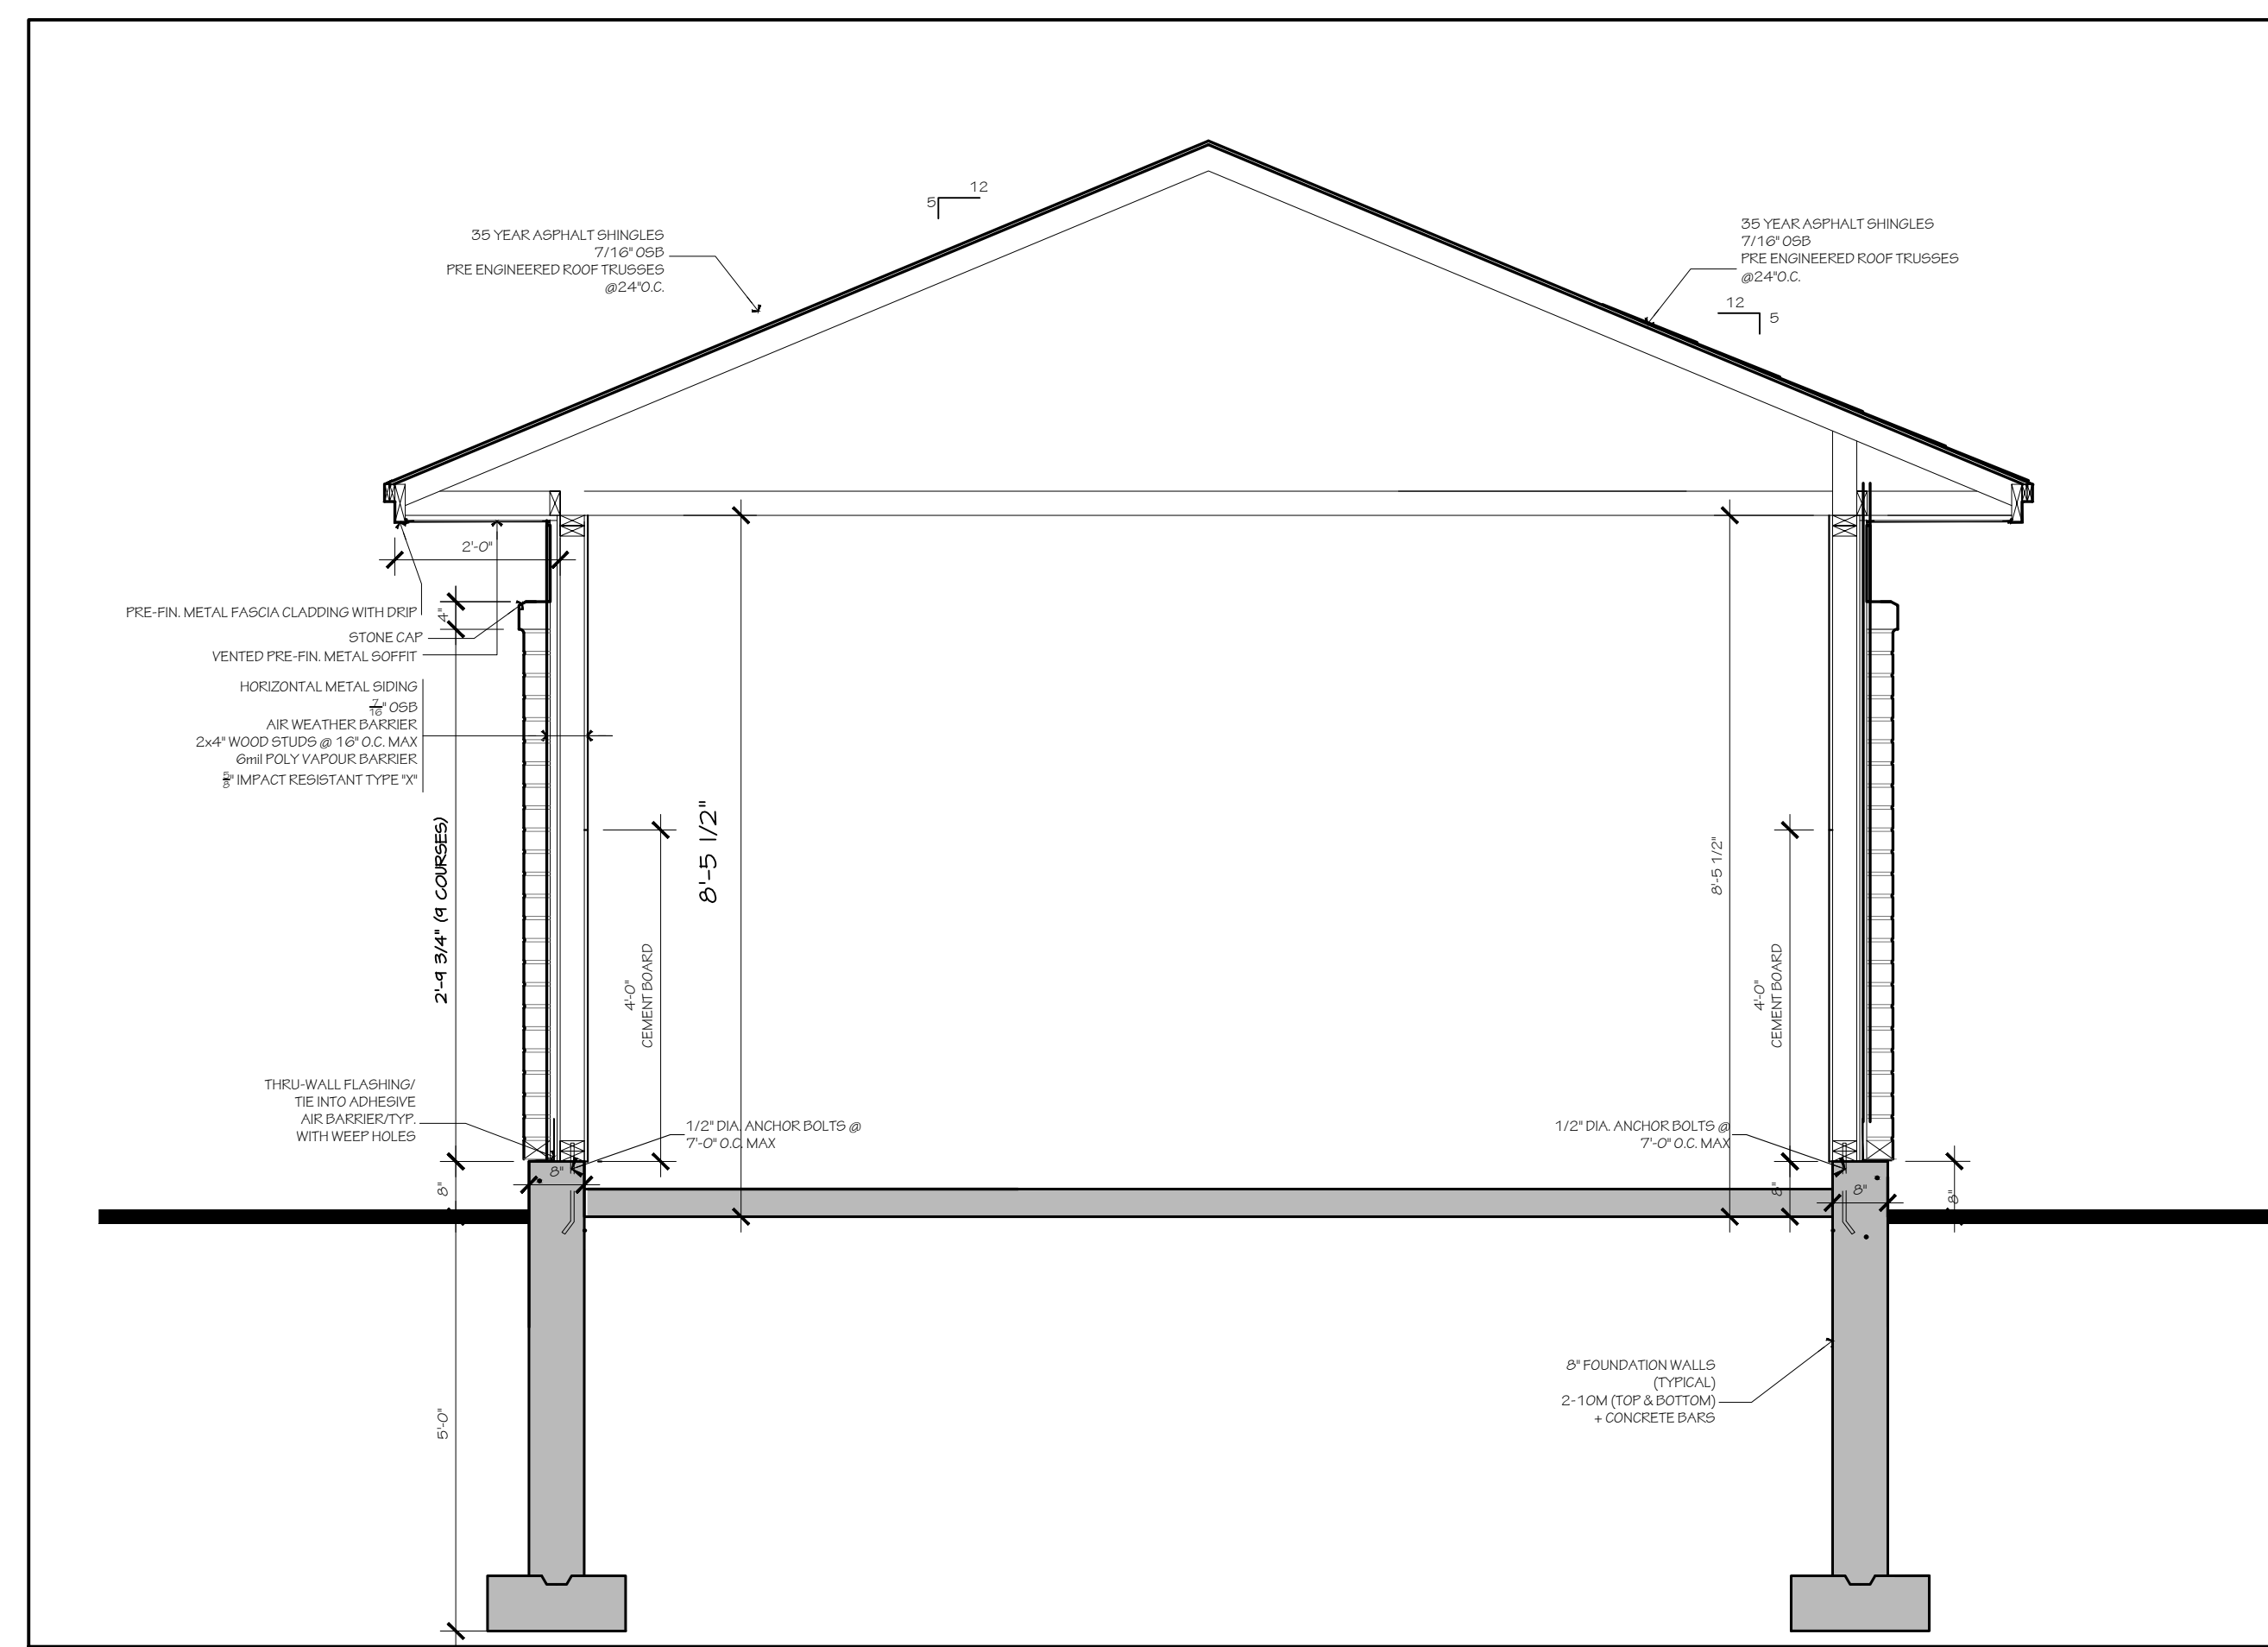 12
5
35 YEAR ASPHALT SHINGLES
7/16" OSB
PRE ENGINEERED ROOF TRUSSES
@24"O.C.
35 YEAR ASPHALT SHINGLES
7/16" OSB
PRE ENGINEERED ROOF TRUSSES
@24"O.C.
12
5
2'-0"
PRE-FIN. METAL FASCIA CLADDING WITH DRIP
4"
STONE CAP
VENTED PRE-FIN. METAL SOFFIT
HORIZONTAL METAL SIDING
7/16" OSB
AIR WEATHER BARRIER
2x4" WOOD STUDS @ 16" O.C. MAX
6mil POLY VAPOUR BARRIER
5/8" IMPACT RESISTANT TYPE "X"
2'-9 3/4" (9 COURSES)
8'-5 1/2"
8'-5 1/2"
4'-0"
CEMENT BOARD
4'-0"
CEMENT BOARD
THRU-WALL FLASHING/
TIE INTO ADHESIVE
AIR BARRIER/TYP.
WITH WEEP HOLES
1/2" DIA. ANCHOR BOLTS @
7'-0" O.C. MAX
1/2" DIA. ANCHOR BOLTS @
7'-0" O.C. MAX
8"
8"
8"
8"
8"
8" FOUNDATION WALLS
(TYPICAL)
2-10M (TOP & BOTTOM)
+ CONCRETE BARS
5'-0"